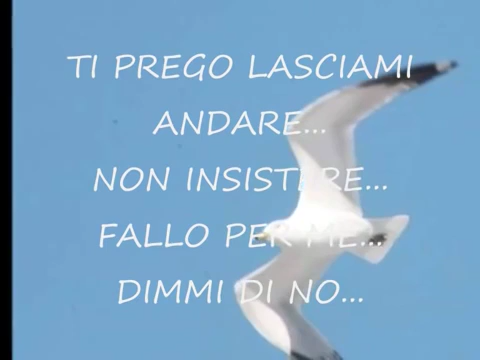 TI PREGO LASCIAMI
ANDARE...
NON INSISTERE...
FALLO PER ME...
DIMMI DI NO...